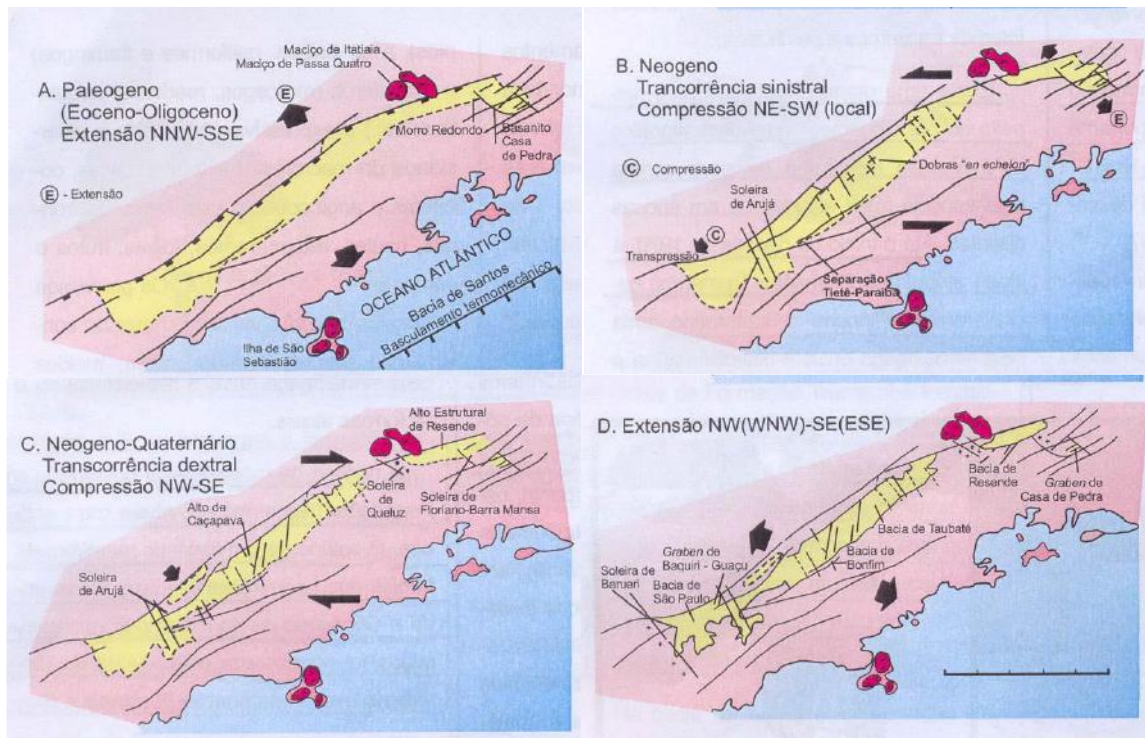 A. Paleogeno
(Eoceno-Oligoceno)
Extensão NNW-SSE
Maciço de Itatiaia
Maciço de Passa Quatro
E
E - Extensão
Morro Redondo
Basanito
Casa
de Pedra
OCEANO ATLÂNTICO
Bacia de Santos
Basculamento termomecânico
Ilha de São
Sebastião
B. Neogeno
Trancorrência sinistral
Compressão NE-SW (local)
E
C Compressão
Dobras "en echelon"
Soleira
de Arujá
C
Transpressão
Separação
Tietê-Paraíba
C. Neogeno-Quaternário
Transcorrência dextral
Compressão NW-SE
Alto Estrutural
de Resende
Soleira
de
Queluz
Soleira de
Floriano-Barra Mansa
Alto de
Caçapava
Soleira
de Arujá
D. Extensão NW(WNW)-SE(ESE)
Bacia de
Resende
Graben de
Casa de Pedra
Bacia de Taubaté
Graben de
Baquiri - Guaçu
Bacia de
Bonfim
Soleira de
Barueri
Bacia de
São Paulo